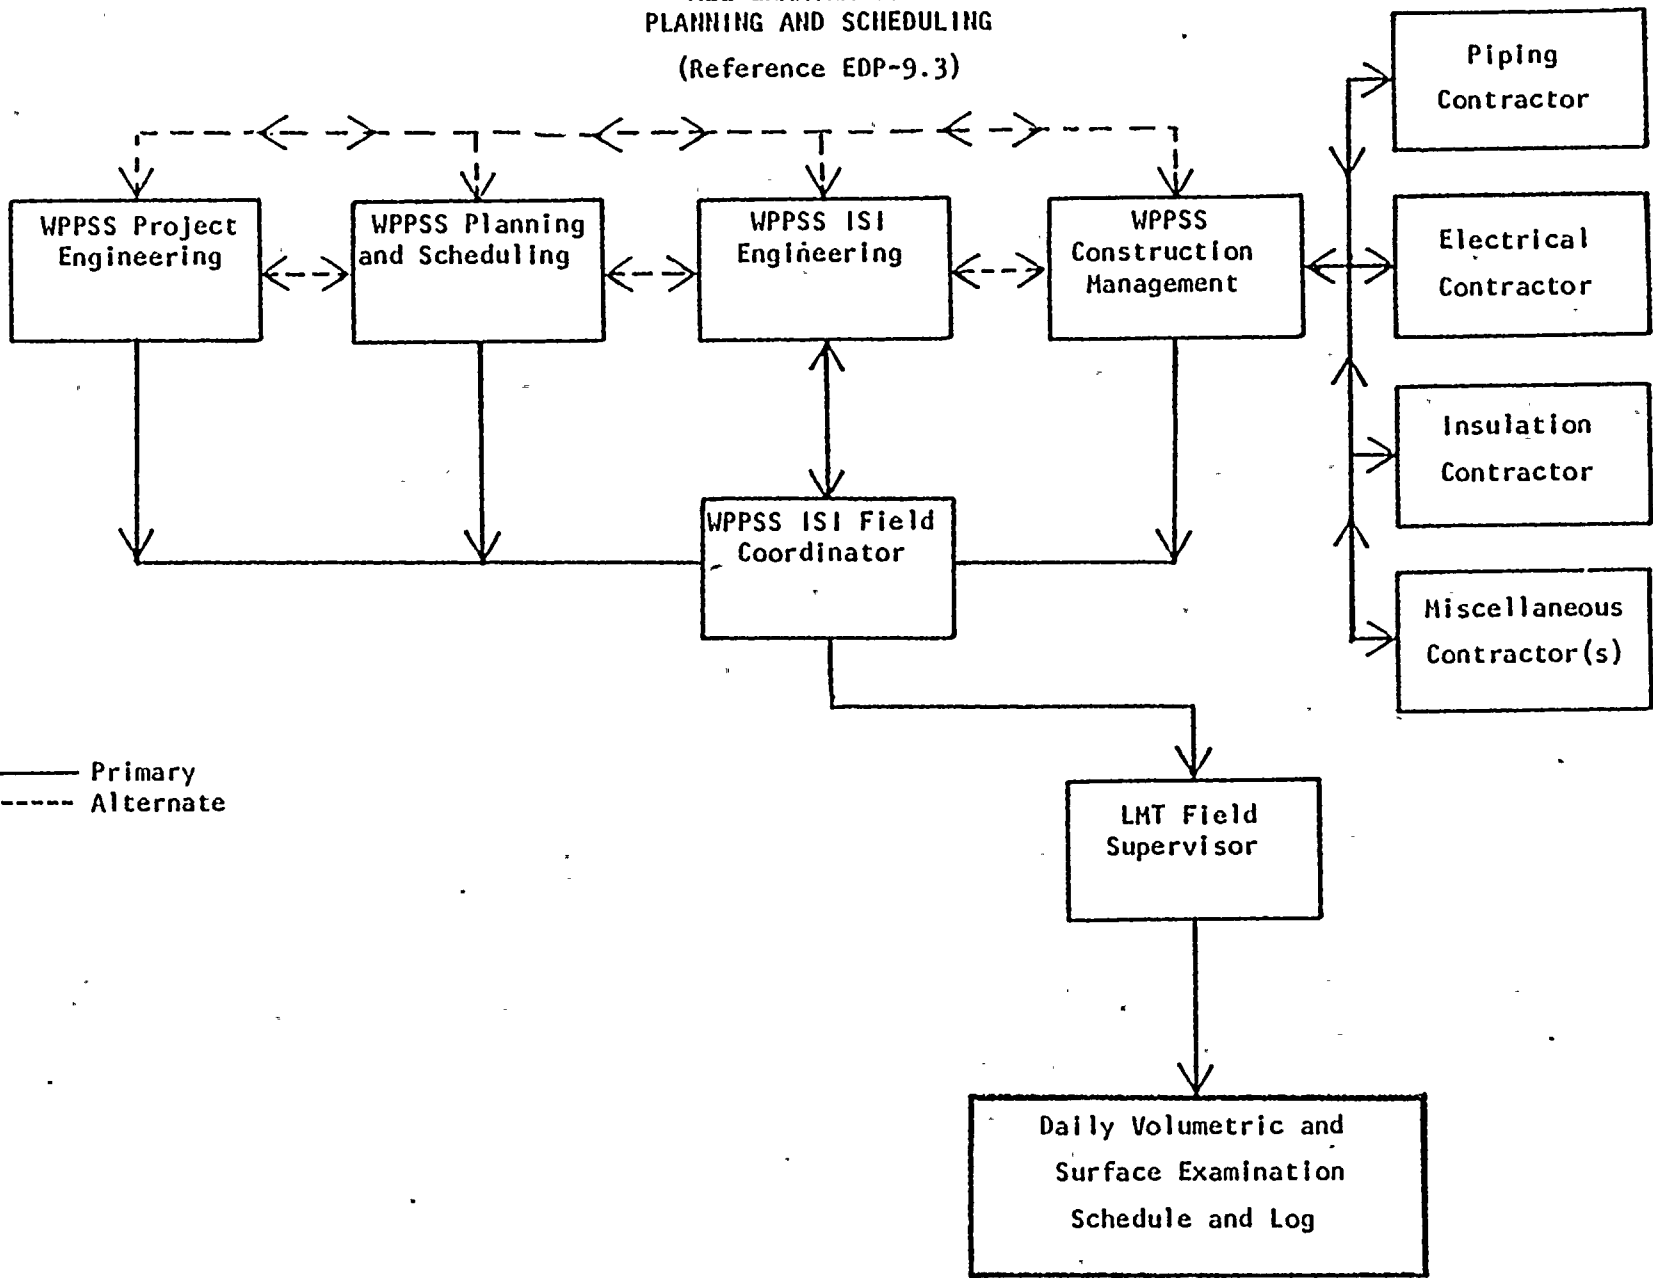 PLANNING AND SCHEDULING
(Reference EDP-9.3)
Piping
Contractor
WPPSS Project
Engineering
WPPSS Planning
and Scheduling
WPPSS ISI
Engineering
WPPSS
Construction
Management
Electrical
Contractor
Insulation
Contractor
WPPSS ISI Field
Coordinator
Miscellaneous
Contractor(s)
Primary
Alternate
LMT Field
Supervisor
Daily Volumetric and
Surface Examination
Schedule and Log